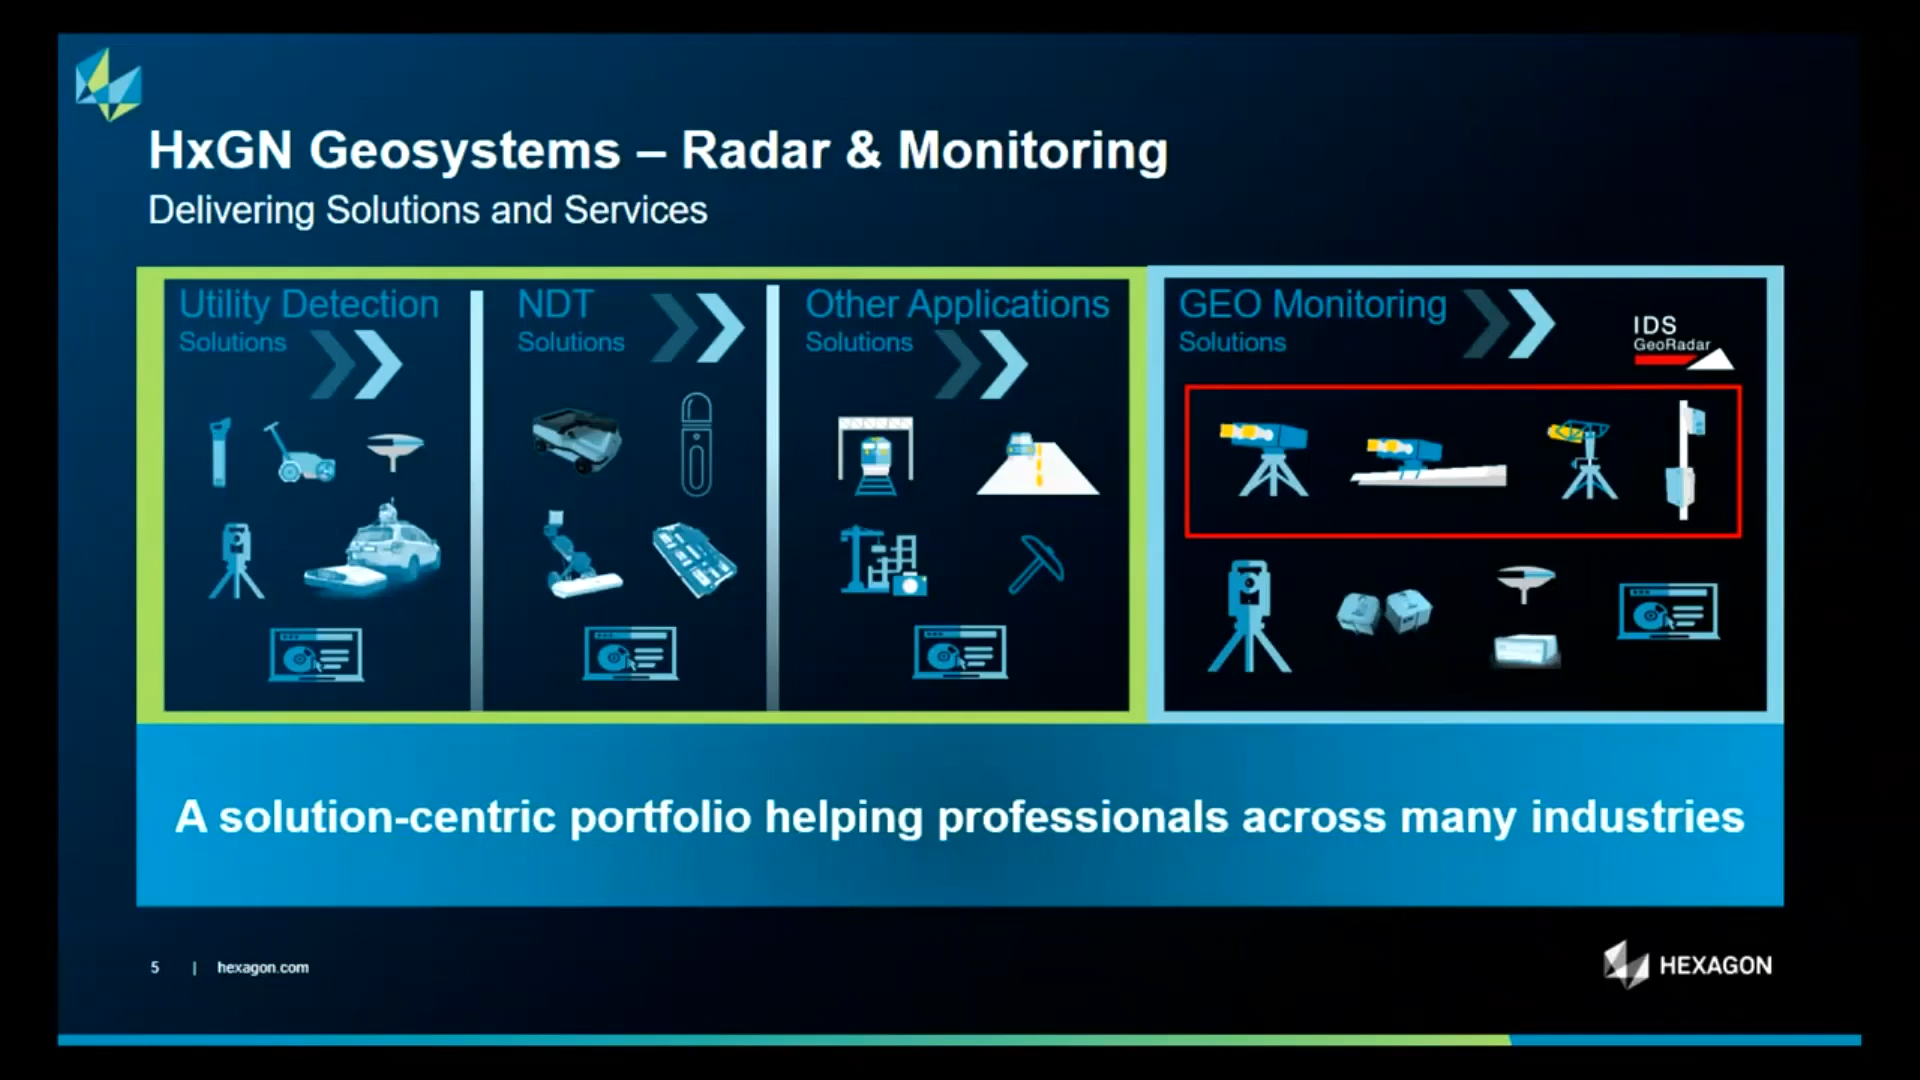 HxGN Geosystems – Radar & Monitoring
Delivering Solutions and Services
Utility Detection
Solutions
NDT
Solutions
Other Applications
Solutions
GEO Monitoring
Solutions
IDS
GeoRadar
A solution-centric portfolio helping professionals across many industries
5 | hexagon.com
HEXAGON